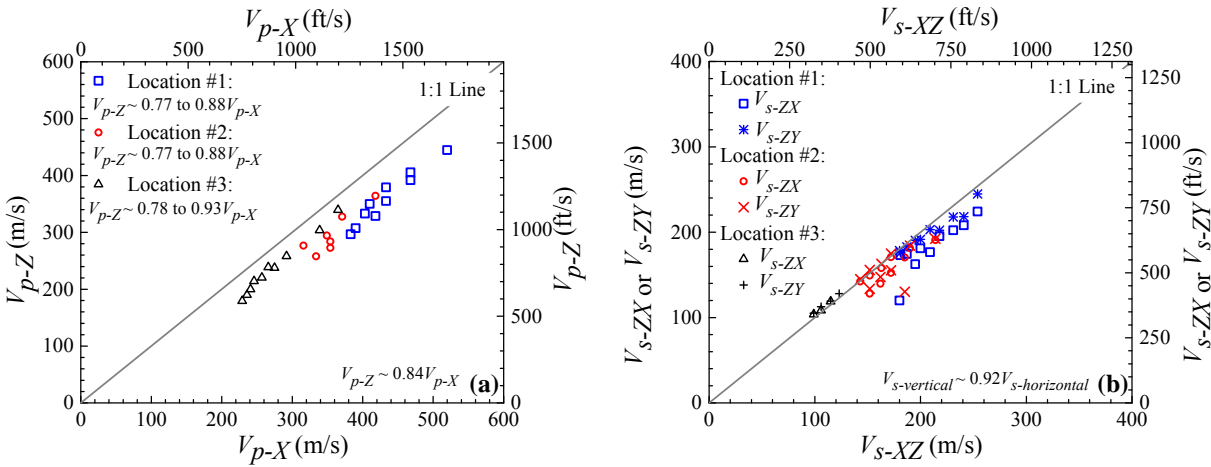 V_p-X (ft/s)
0 500 1000 1500
600
500
400
300
200
100
0
V_p-Z (m/s)
Location #1:
V_p-Z ~ 0.77 to 0.88V_p-X
Location #2:
V_p-Z ~ 0.77 to 0.88V_p-X
Location #3:
V_p-Z ~ 0.78 to 0.93V_p-X
1:1 Line
V_p-Z ~ 0.84V_p-X (a)
1500
1000
500
0
V_p-Z (ft/s)
0 100 200 300 400 500 600
V_p-X (m/s)
V_s-XZ (ft/s)
0 200 400 600 800 1000 1200
400
300
200
100
0
V_s-ZX or V_s-ZY (m/s)
Location #1:
V_s-ZX
V_s-ZY
Location #2:
V_s-ZX
V_s-ZY
Location #3:
V_s-ZX
V_s-ZY
1:1 Line
V_s-vertical ~ 0.92V_s-horizontal (b)
1250
1000
750
500
250
0
V_s-ZX or V_s-ZY (ft/s)
0 100 200 300 400
V_s-XZ (m/s)